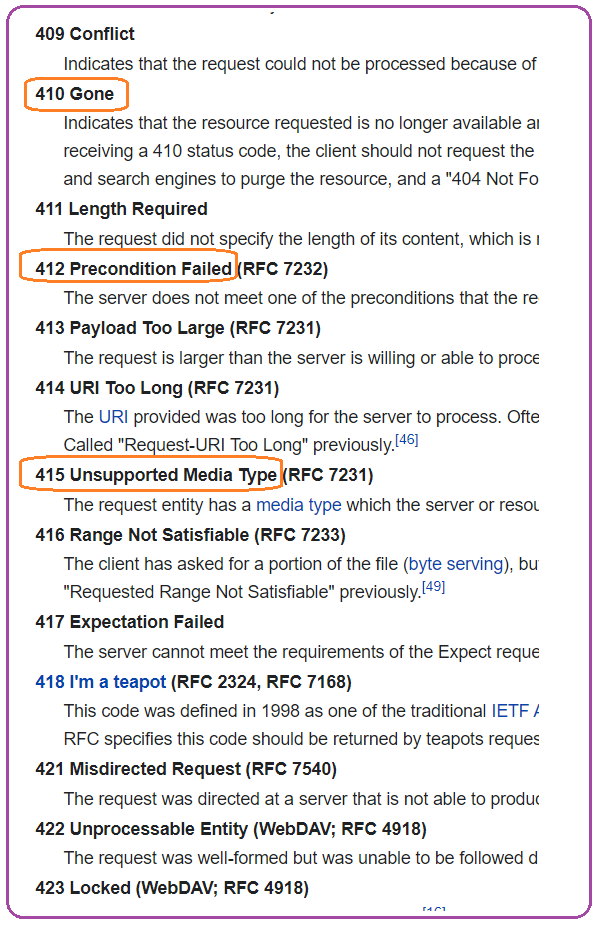 409 Conflict
Indicates that the request could not be processed because of
410 Gone
Indicates that the resource requested is no longer available
receiving a 410 status code, the client should not request the
and search engines to purge the resource, and a "404 Not Fo
411 Length Required
The request did not specify the length of its content, which is
412 Precondition Failed (RFC 7232)
The server does not meet one of the preconditions that the re
413 Payload Too Large (RFC 7231)
The request is larger than the server is willing or able to proce
414 URI Too Long (RFC 7231)
The URI provided was too long for the server to process. Ofte
Called "Request-URI Too Long" previously.[46]
415 Unsupported Media Type (RFC 7231)
The request entity has a media type which the server or resou
416 Range Not Satisfiable (RFC 7233)
The client has asked for a portion of the file (byte serving), bu
"Requested Range Not Satisfiable" previously.[49]
417 Expectation Failed
The server cannot meet the requirements of the Expect reque
418 I'm a teapot (RFC 2324, RFC 7168)
This code was defined in 1998 as one of the traditional IETF
RFC specifies this code should be returned by teapots reques
421 Misdirected Request (RFC 7540)
The request was directed at a server that is not able to produc
422 Unprocessable Entity (WebDAV; RFC 4918)
The request was well-formed but was unable to be followed d
423 Locked (WebDAV; RFC 4918)